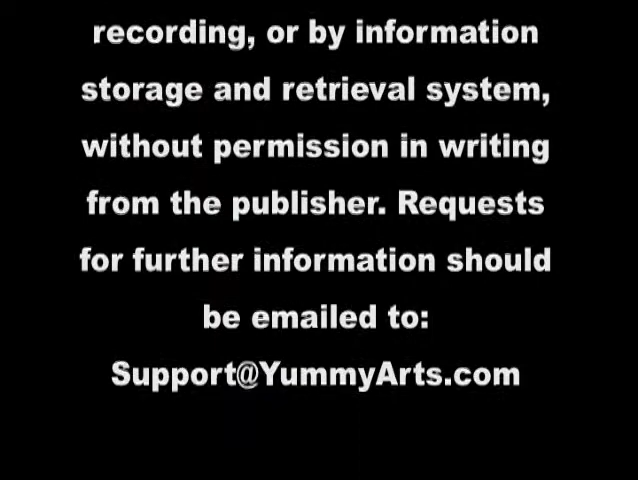 recording, or by information
storage and retrieval system,
without permission in writing
from the publisher. Requests
for further information should
be emailed to:
Support@YummyArts.com